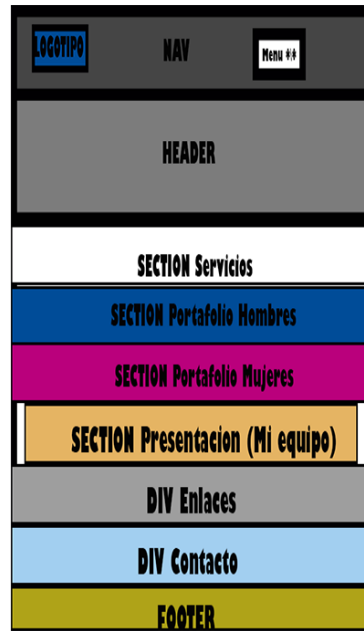 LOGOTIPO
NAV
Menu **
HEADER
SECTION Servicios
SECTION Portafolio Hombres
SECTION Portafolio Mujeres
SECTION Presentacion (Mi equipo)
DIV Enlaces
DIV Contacto
FOOTER